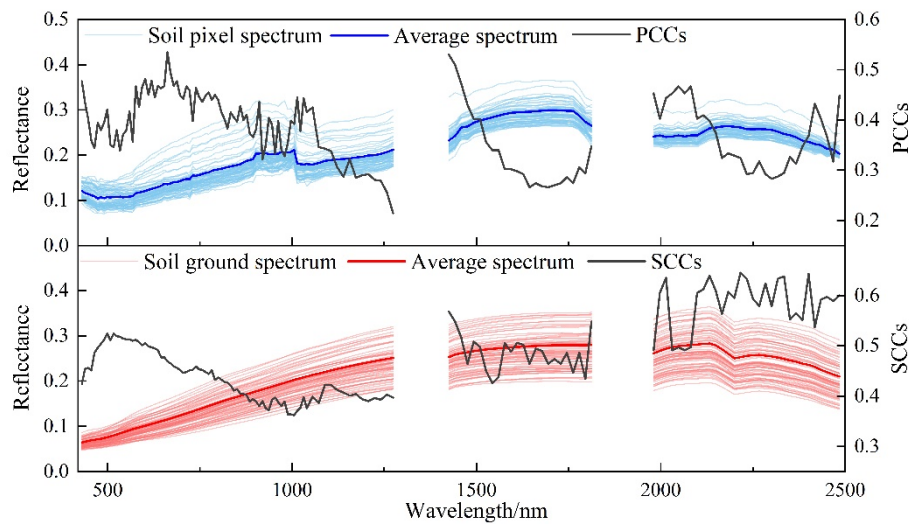 0.5
0.4
0.3
0.2
0.1
0.0
Reflectance
Soil pixel spectrum
Average spectrum
PCCs
0.6
0.5
0.4
0.3
0.2
PCCs
0.4
0.3
0.2
0.1
0.0
Reflectance
Soil ground spectrum
Average spectrum
SCCs
0.6
0.5
0.4
0.3
SCCs
500
1000
1500
2000
2500
Wavelength/nm